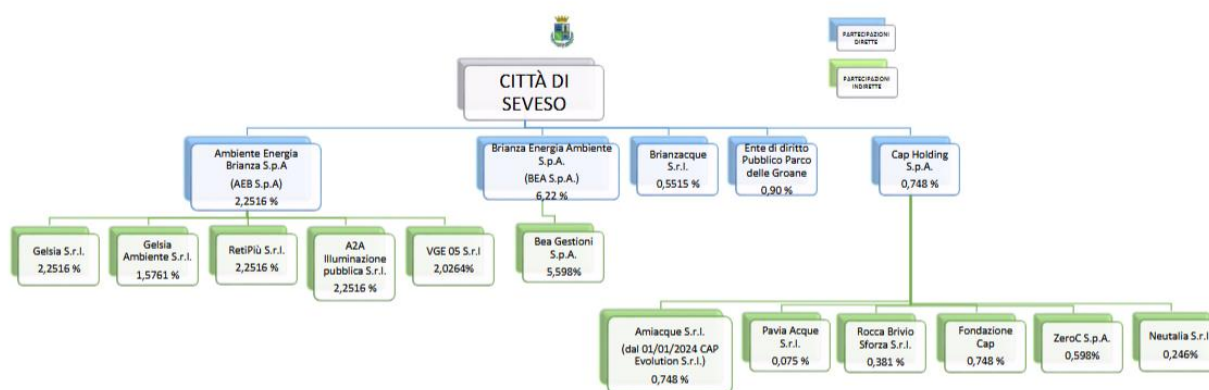 PARTECIPAZIONI
DIRETTE
PARTECIPAZIONI
INDIRETTE
CITTÀ DI
SEVESO
Ambiente Energia
Brianza S.p.A
(AEB S.p.A)
2,2516 %
Brianza Energia Ambiente
S.p.A.
(BEA S.p.A.)
6,22 %
Brianzacque
S.r.l.
0,5515 %
Ente di diritto
Pubblico Parco
delle Groane
0,90 %
Cap Holding
S.p.A.
0,748 %
Gelsia S.r.l.
2,2516 %
Gelsia
Ambiente S.r.l.
1,5761 %
RetiPiù S.r.l.
2,2516 %
A2A
Illuminazione
pubblica S.r.l.
2,2516 %
VGE 05 S.r.l
2,0264%
Bea Gestioni
S.p.A.
5,598%
Amiacque S.r.l.
(dal 01/01/2024 CAP
Evolution S.r.l.)
0,748 %
Pavia Acque
S.r.l.
0,075 %
Rocca Brivio
Sforza S.r.l.
0,381 %
Fondazione
Cap
0,748 %
ZeroC S.p.A.
0,598%
Neutalia S.r.l
0,246%